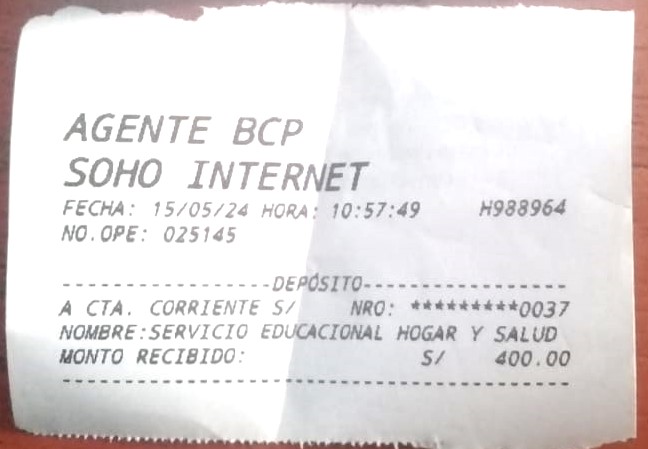 AGENTE BCP
SOHO INTERNET
FECHA: 15/05/24 HORA: 10:57:49 H988964
NO.OPE: 025145
-----------------DEPÓSITO-----------------
A CTA. CORRIENTE S/ NRO: *********0037
NOMBRE:SERVICIO EDUCACIONAL HOGAR Y SALUD
MONTO RECIBIDO: S/ 400.00
------------------------------------------